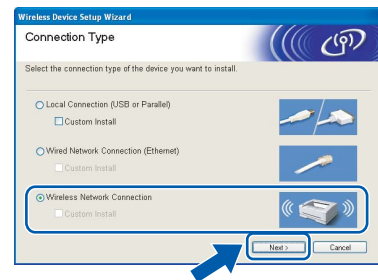 Wireless Device Setup Wizard
Connection Type
Select the connection type of the device you want to install.
Local Connection (USB or Parallel)
Custom Install
Wired Network Connection (Ethernet)
Custom Install
Wireless Network Connection
Custom Install
Next >
Cancel